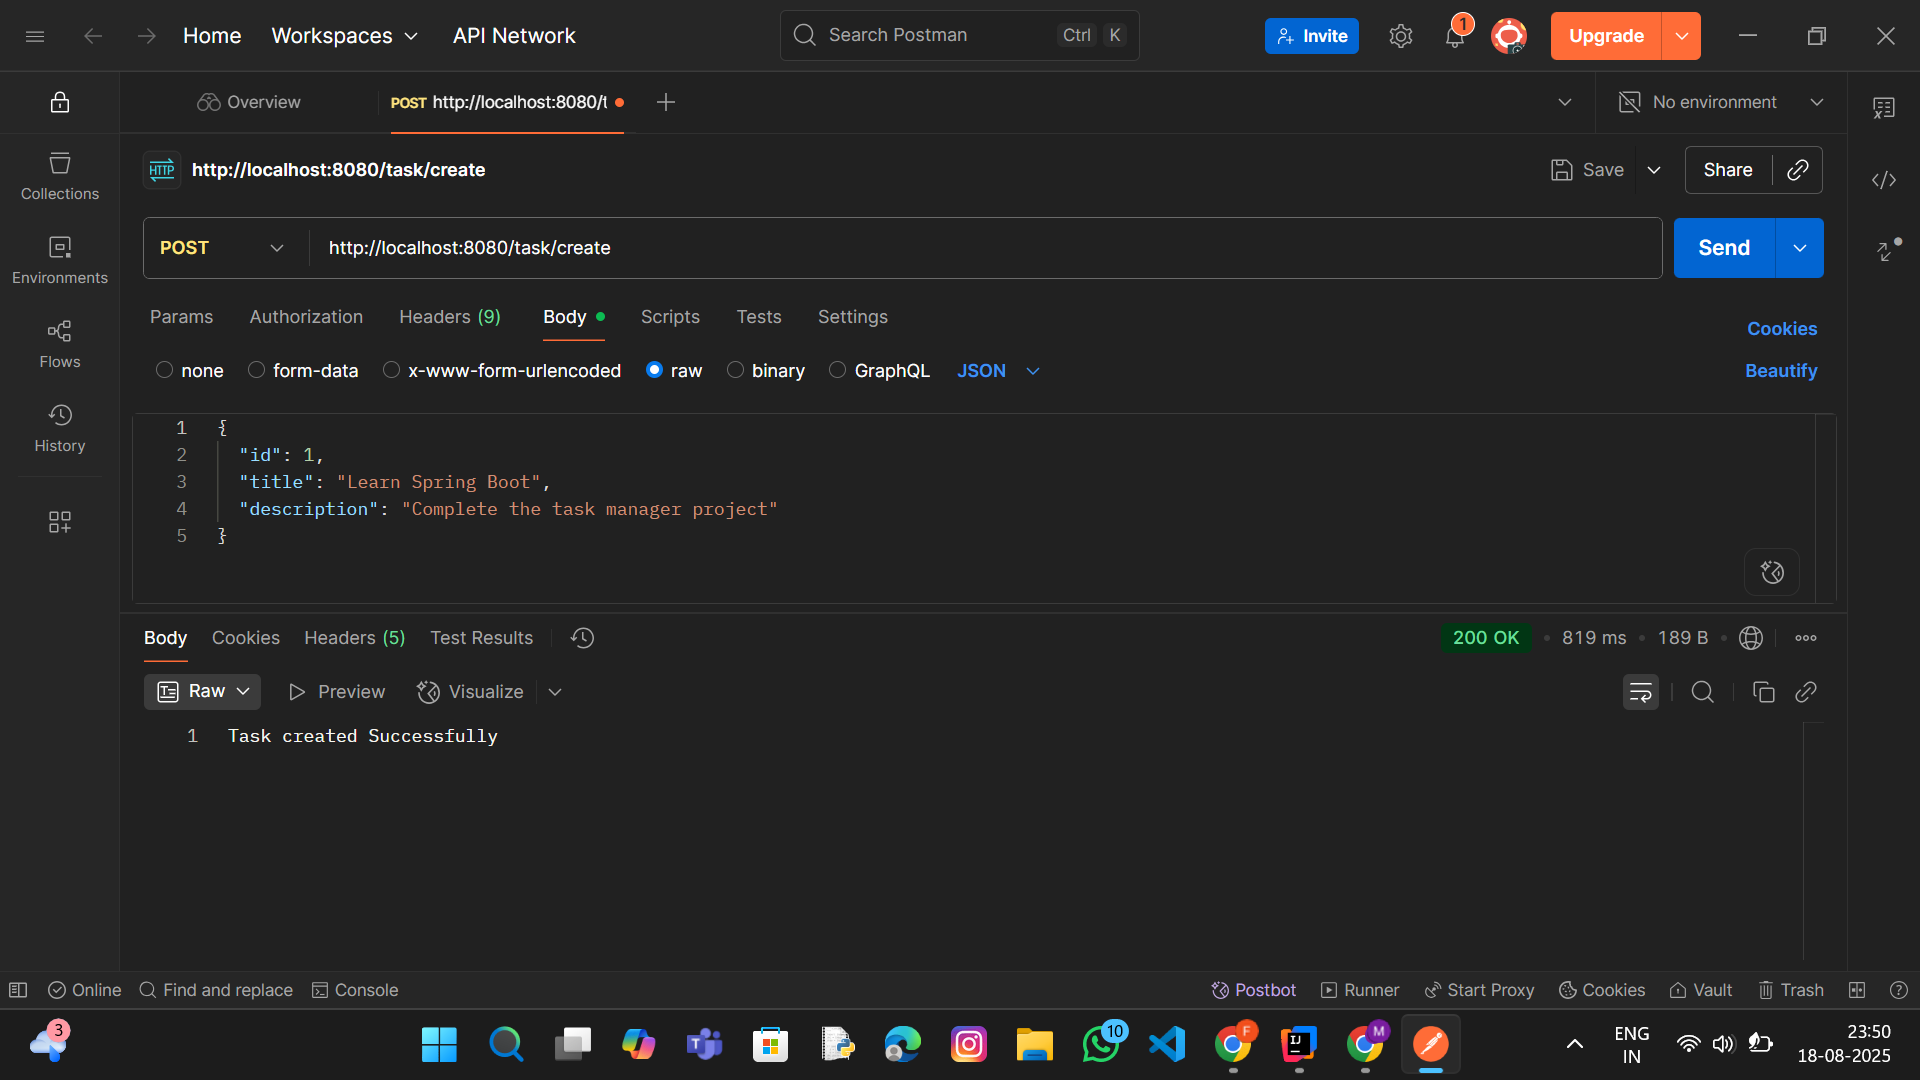 Home Workspaces API Network Search Postman Ctrl K Invite 1 Upgrade
Overview POST http://localhost:8080/t No environment
HTTP http://localhost:8080/task/create Save Share
Collections
Environments
Flows
History
POST http://localhost:8080/task/create Send
Params Authorization Headers (9) Body Scripts Tests Settings Cookies
none form-data x-www-form-urlencoded raw binary GraphQL JSON Beautify
1 {
2 "id": 1,
3 "title": "Learn Spring Boot",
4 "description": "Complete the task manager project"
5 }
Body Cookies Headers (5) Test Results 200 OK • 819 ms • 189 B
Raw Preview Visualize
1 Task created Successfully
Online Find and replace Console Postbot Runner Start Proxy Cookies Vault Trash
3 T 10 F IJ M ENG 23:50
IN 18-08-2025